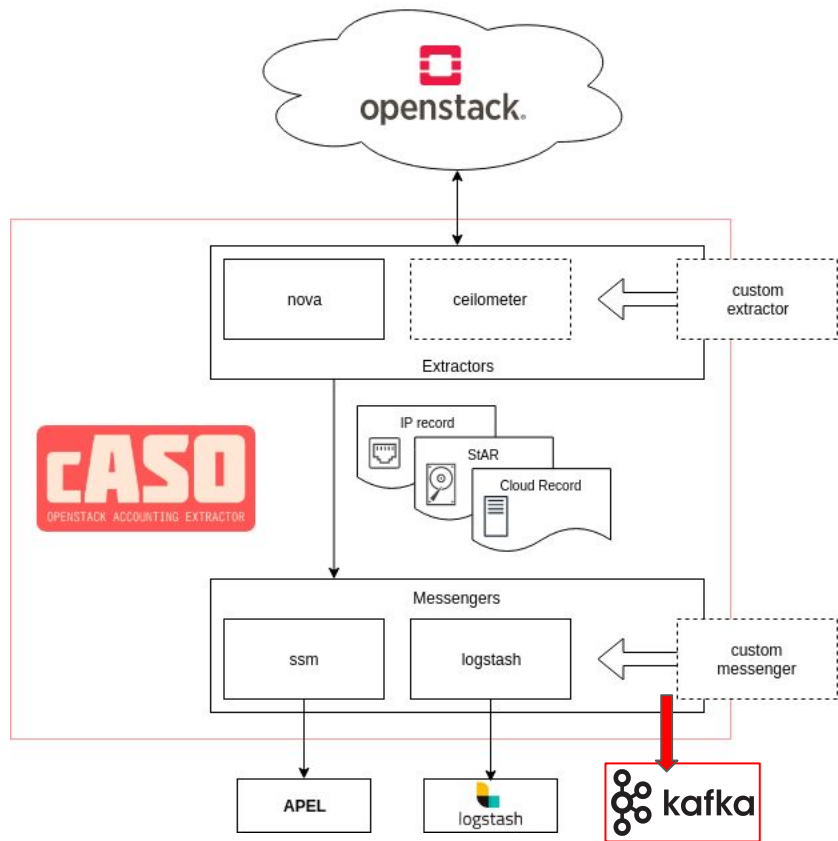 openstack.
nova
ceilometer
custom
extractor
Extractors
IP record
StAR
Cloud Record
cASO
OPENSTACK ACCOUNTING EXTRACTOR
Messengers
ssm
logstash
custom
messenger
APEL
logstash
kafka